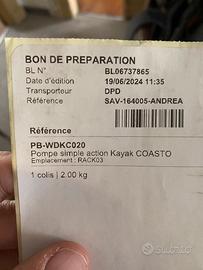 BON DE PREPARATION
BL N° BL06737865
Date d'édition 19/06/2024 11:35
Transporteur DPD
Référence SAV-164005-ANDREA
Référence
PB-WDKC020
Pompe simple action Kayak COASTO
Emplacement : RACK03
1 colis | 2.00 kg
subito